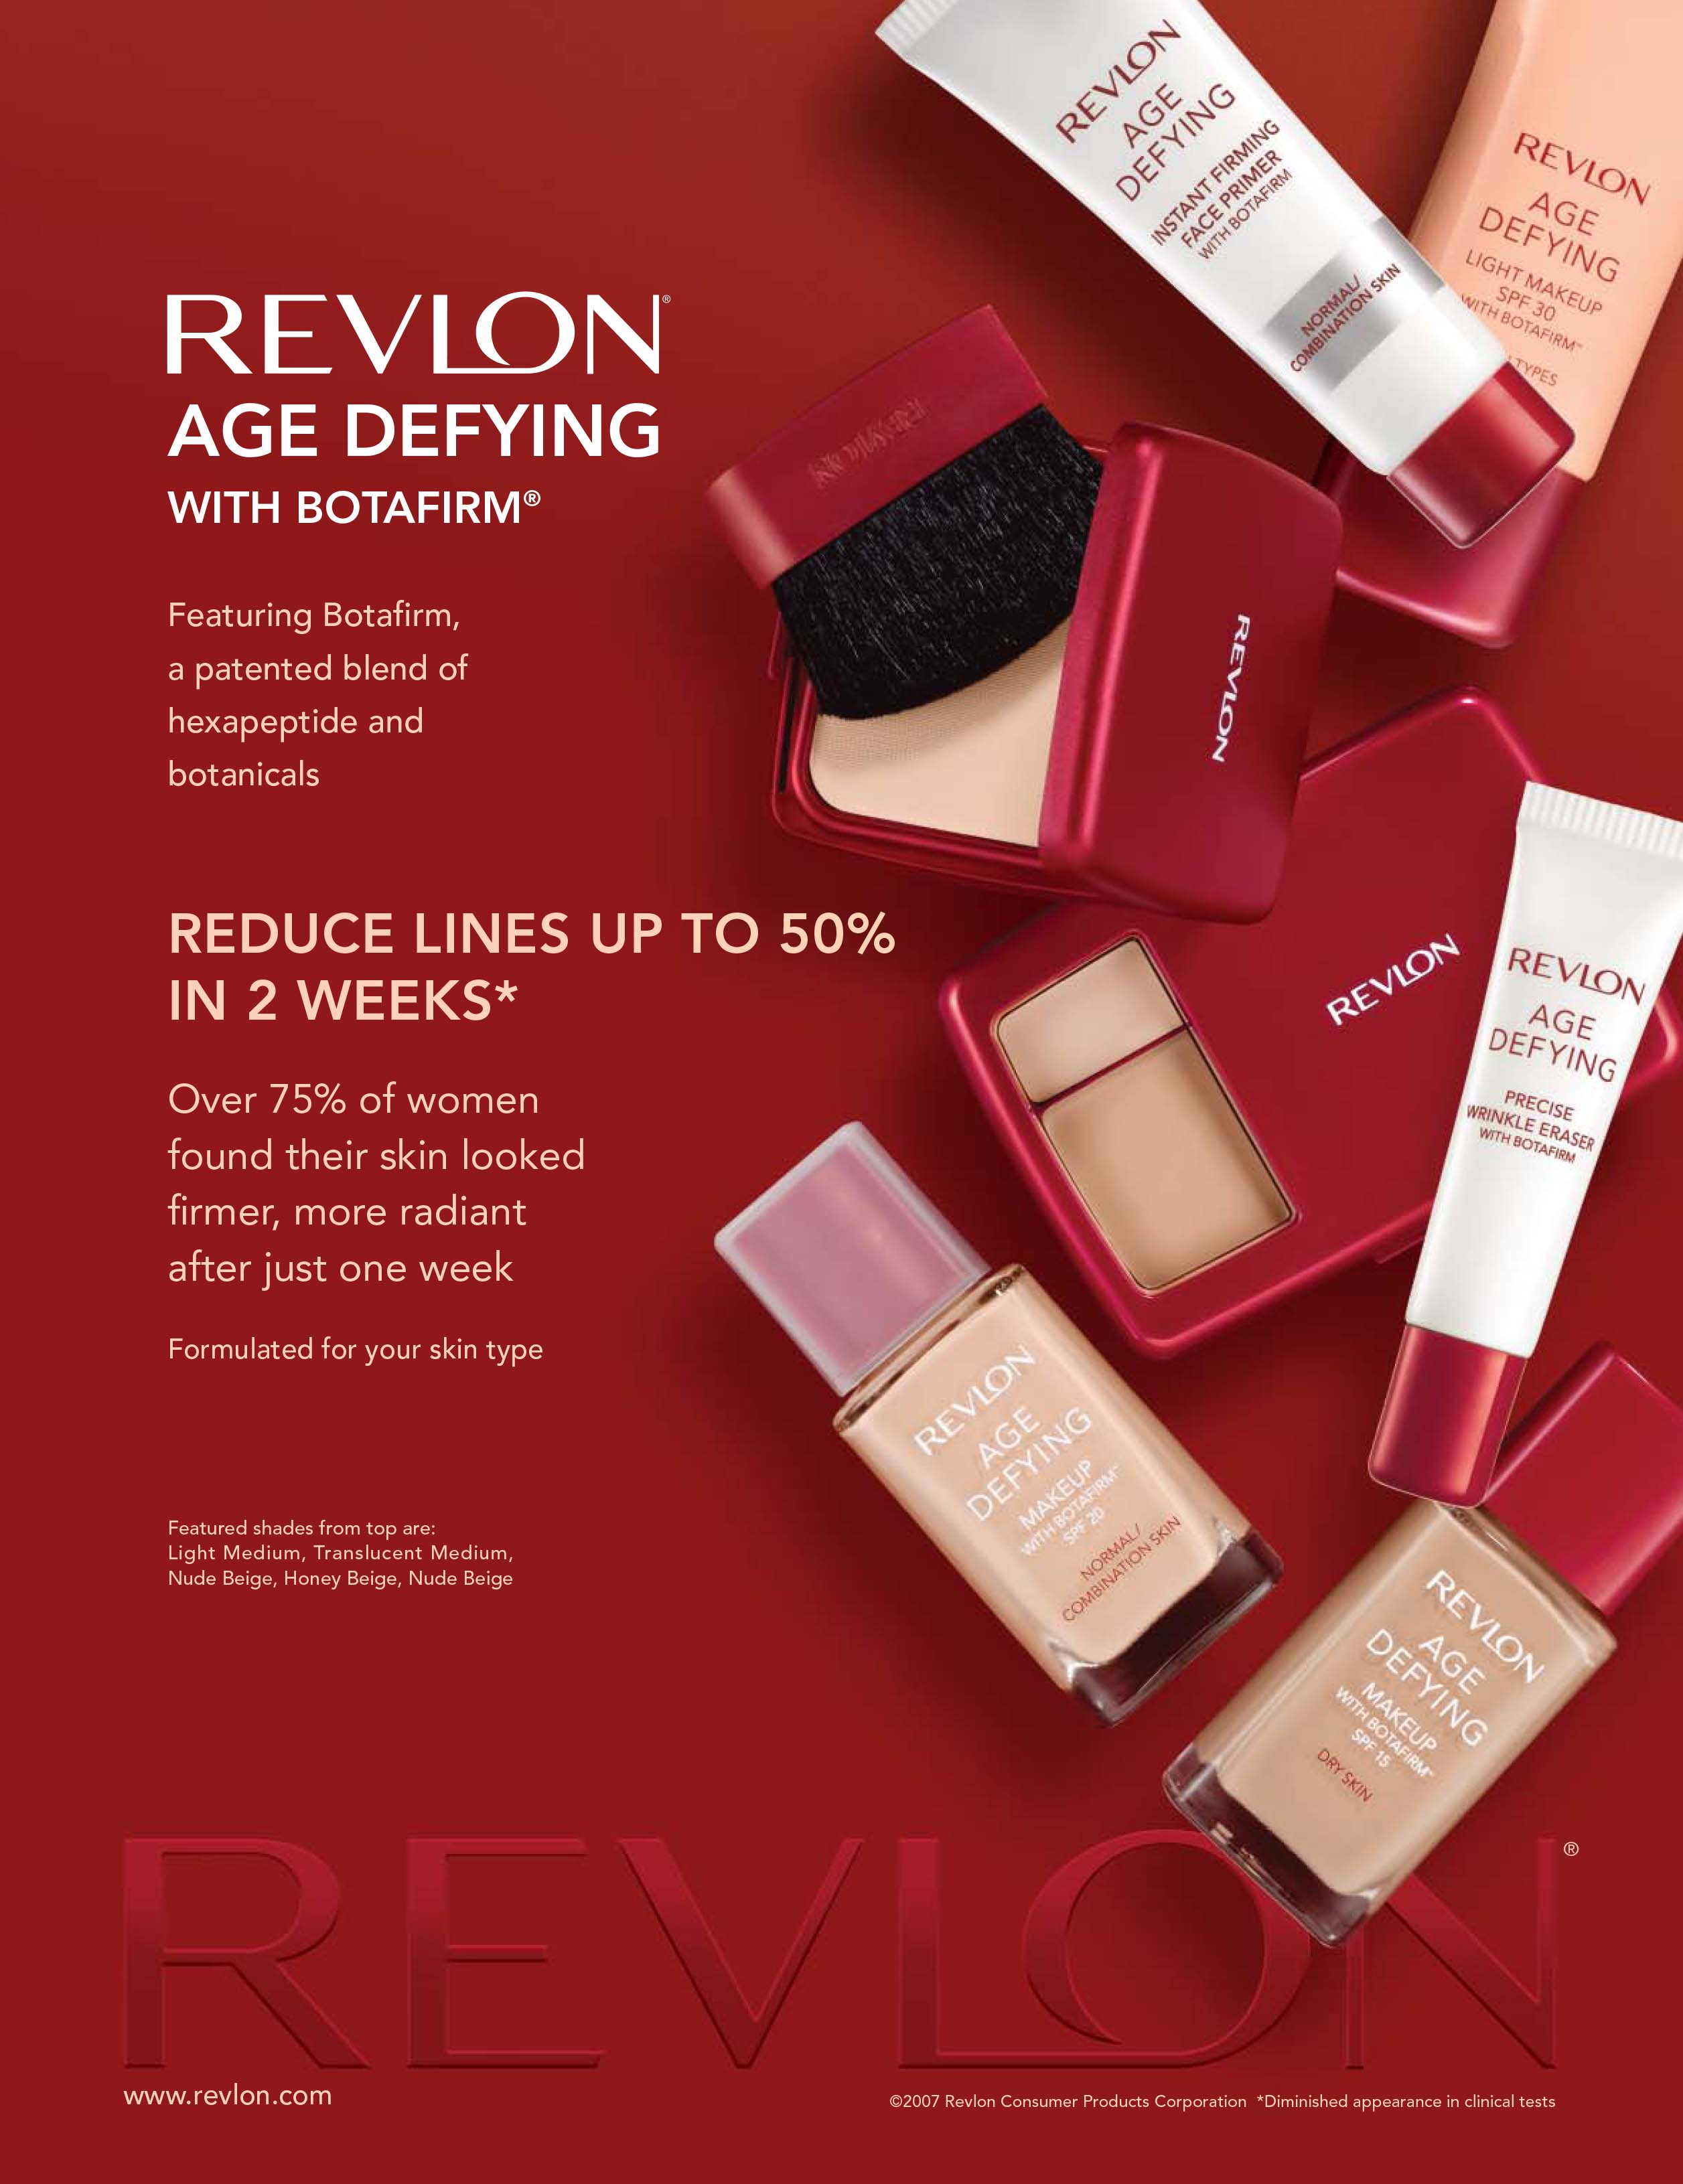 REVLON®
AGE DEFYING
WITH BOTAFIRM®
Featuring Botafirm,
a patented blend of
hexapeptide and
botanicals
REDUCE LINES UP TO 50%
IN 2 WEEKS*
Over 75% of women
found their skin looked
firmer, more radiant
after just one week
Formulated for your skin type
Featured shades from top are:
Light Medium, Translucent Medium,
Nude Beige, Honey Beige, Nude Beige
REVLON
AGE
DEFYING
INSTANT FIRMING
FACE PRIMER
WITH BOTAFIRM
NORMAL/
COMBINATION SKIN
REVLON
AGE
DEFYING
LIGHT MAKEUP
SPF 30
WITH BOTAFIRM™
TYPES
REVLON
REVLON
REVLON
REVLON
AGE
DEFYING
PRECISE
WRINKLE ERASER
WITH BOTAFIRM
REVLON
AGE
DEFYING
MAKEUP
WITH BOTAFIRM™
SPF 20
NORMAL/
COMBINATION SKIN
REVLON
AGE
DEFYING
MAKEUP
WITH BOTAFIRM™
SPF 15
DRY SKIN
REVLON®
www.revlon.com
©2007 Revlon Consumer Products Corporation *Diminished appearance in clinical tests